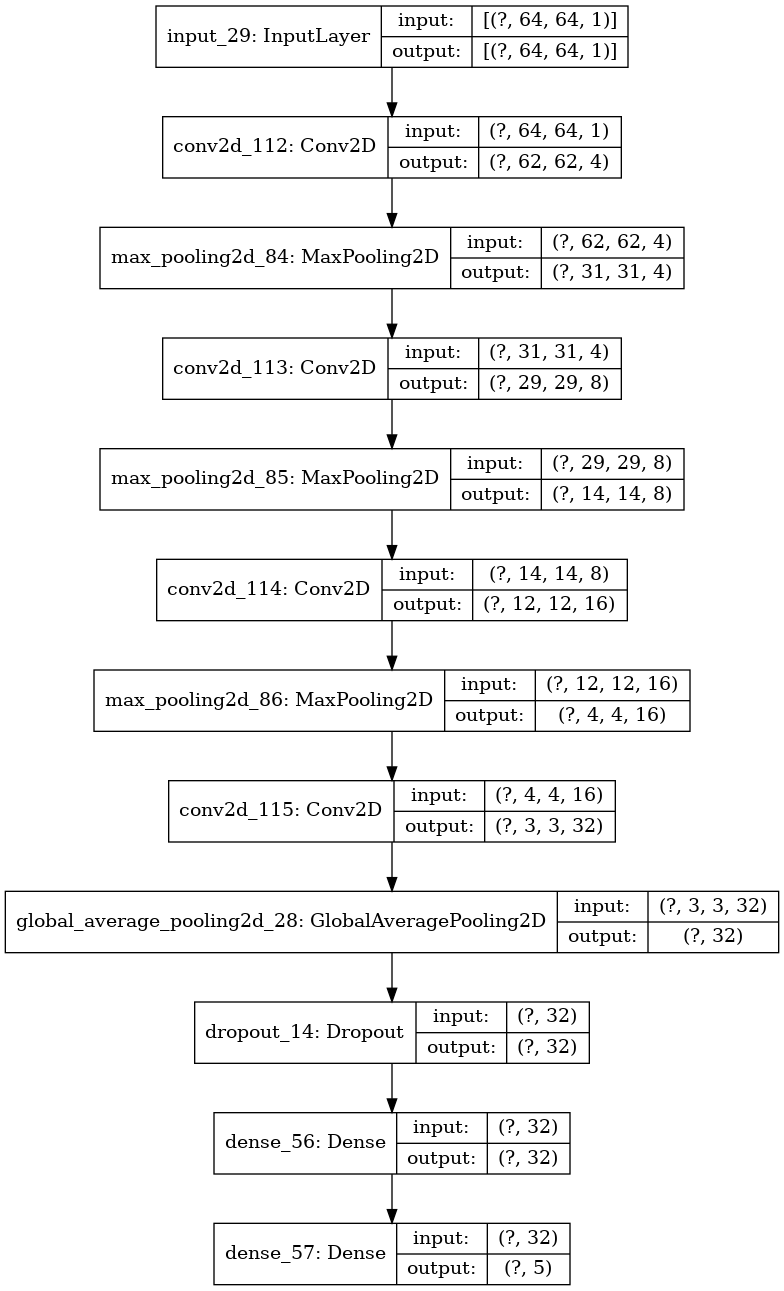 input_29: InputLayer
input: [(?, 64, 64, 1)]
output: [(?, 64, 64, 1)]
conv2d_112: Conv2D
input: (?, 64, 64, 1)
output: (?, 62, 62, 4)
max_pooling2d_84: MaxPooling2D
input: (?, 62, 62, 4)
output: (?, 31, 31, 4)
conv2d_113: Conv2D
input: (?, 31, 31, 4)
output: (?, 29, 29, 8)
max_pooling2d_85: MaxPooling2D
input: (?, 29, 29, 8)
output: (?, 14, 14, 8)
conv2d_114: Conv2D
input: (?, 14, 14, 8)
output: (?, 12, 12, 16)
max_pooling2d_86: MaxPooling2D
input: (?, 12, 12, 16)
output: (?, 4, 4, 16)
conv2d_115: Conv2D
input: (?, 4, 4, 16)
output: (?, 3, 3, 32)
global_average_pooling2d_28: GlobalAveragePooling2D
input: (?, 3, 3, 32)
output: (?, 32)
dropout_14: Dropout
input: (?, 32)
output: (?, 32)
dense_56: Dense
input: (?, 32)
output: (?, 32)
dense_57: Dense
input: (?, 32)
output: (?, 5)